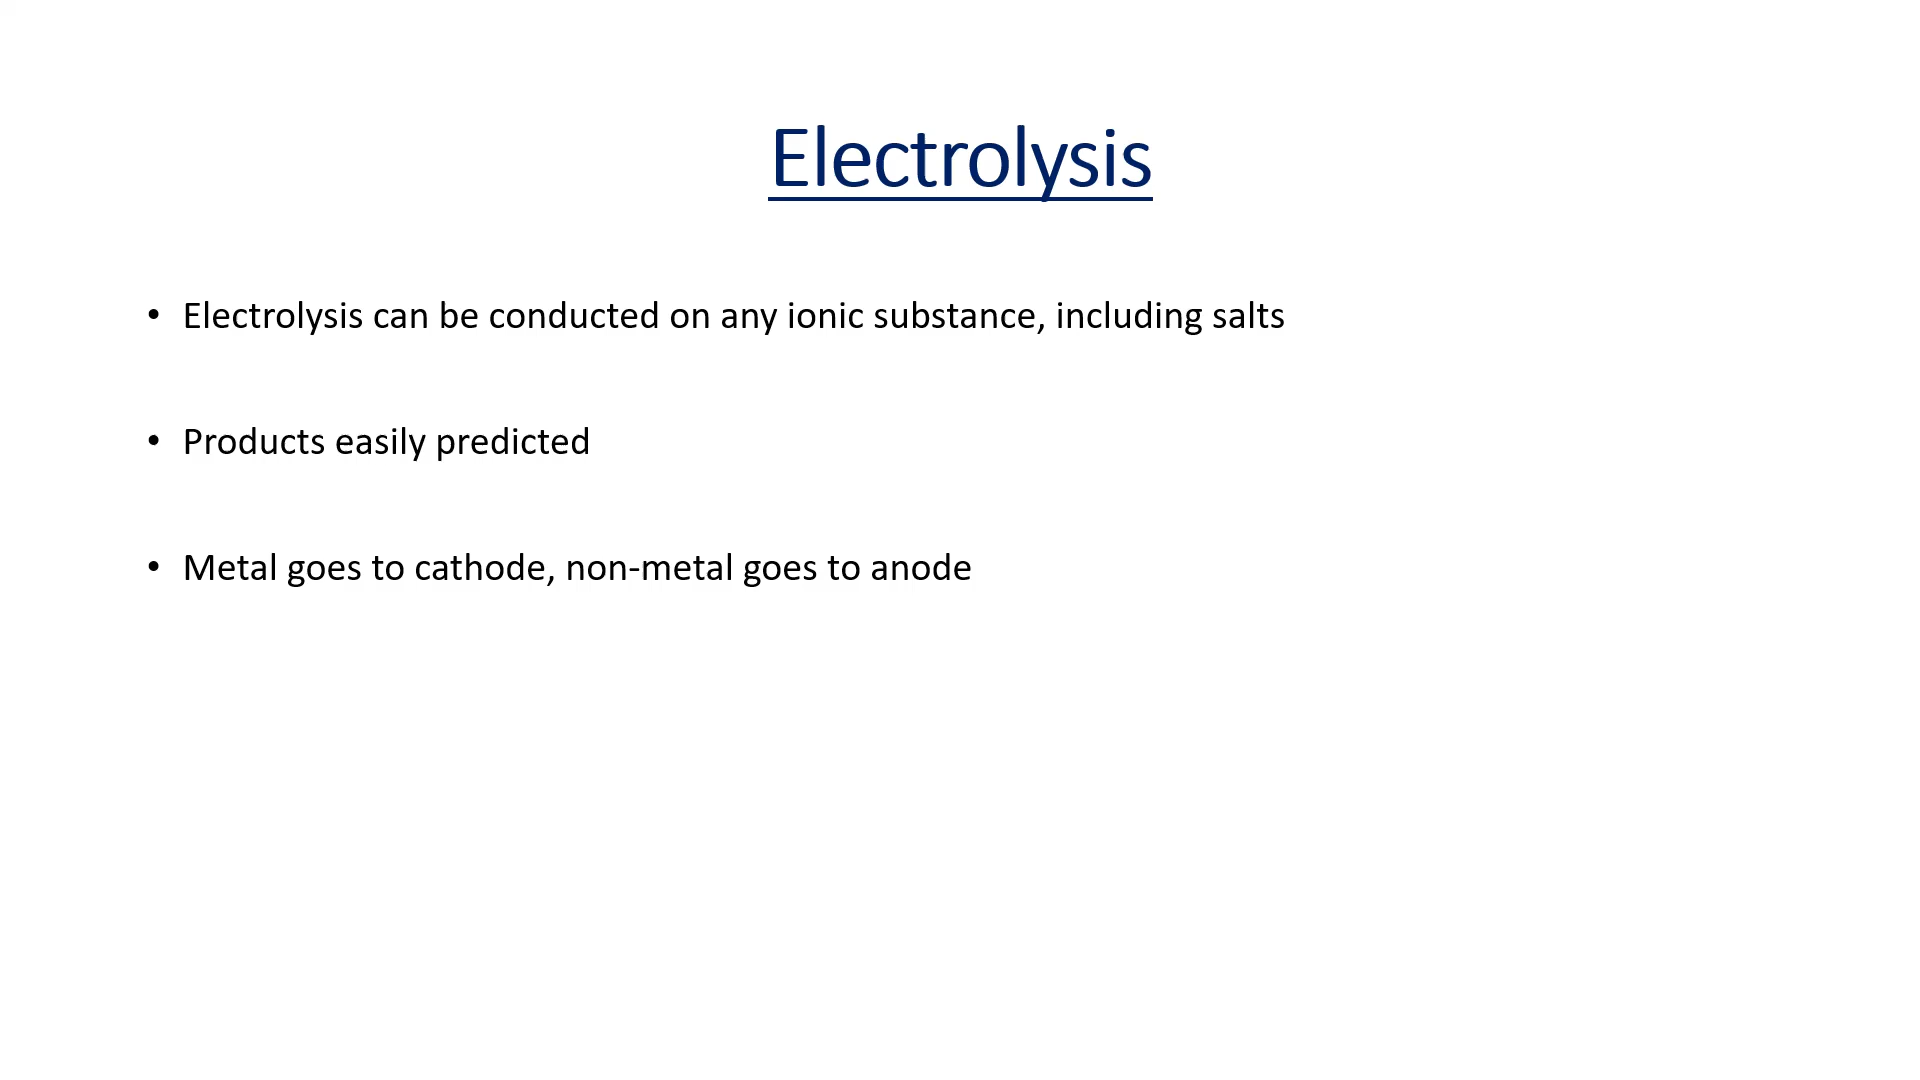 Electrolysis
• Electrolysis can be conducted on any ionic substance, including salts
• Products easily predicted
• Metal goes to cathode, non-metal goes to anode